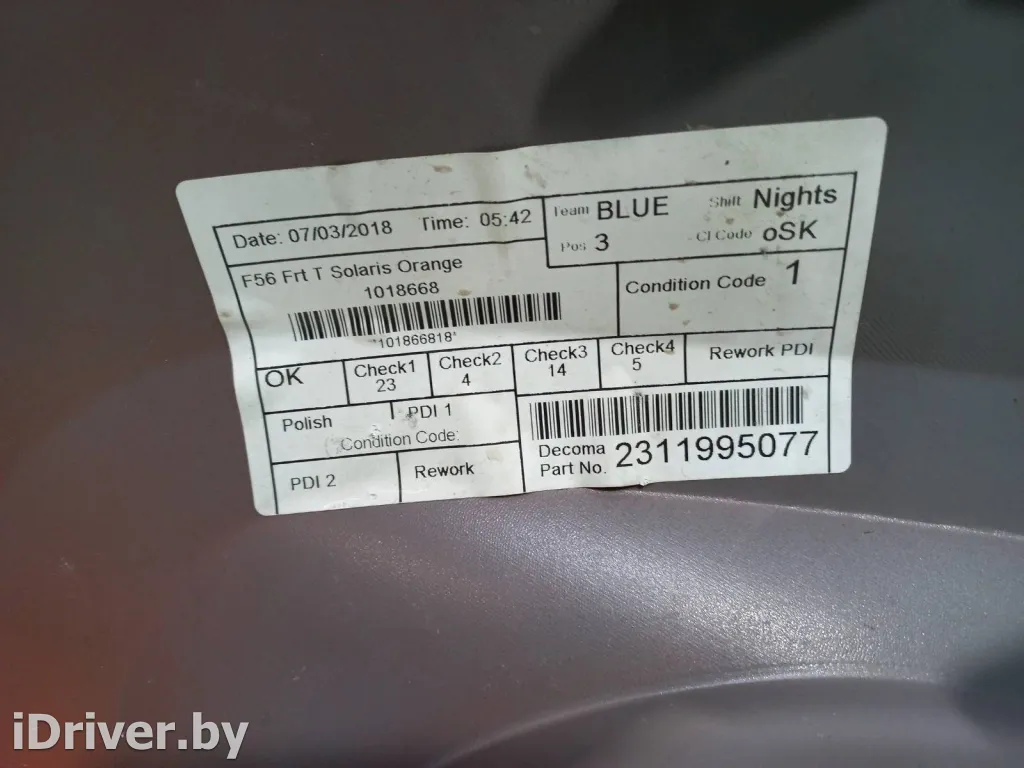 Date: 07/03/2018 Time: 05:42
Team BLUE Shift Nights
Pos 3 CI Code oSK
F56 Frt T Solaris Orange
1018668
*101866818*
Condition Code 1
OK
Check1 23
Check2 4
Check3 14
Check4 5
Rework PDI
Polish
PDI 1
Condition Code:
PDI 2
Rework
Decoma Part No. 2311995077
iDriver.by